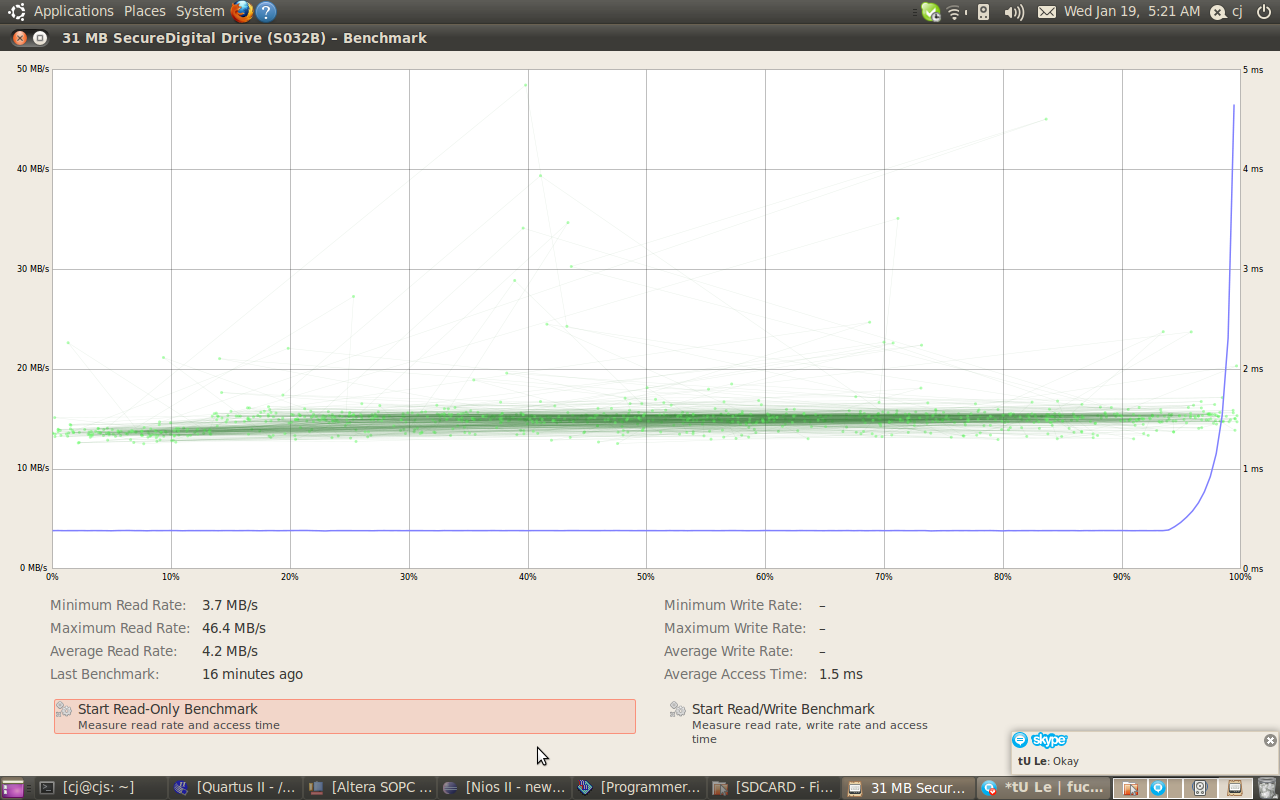 Applications Places System ? Wed Jan 19, 5:21 AM cj
31 MB SecureDigital Drive (S032B) – Benchmark
50 MB/s 5 ms
40 MB/s 4 ms
30 MB/s 3 ms
20 MB/s 2 ms
10 MB/s 1 ms
0 MB/s 0 ms
0% 10% 20% 30% 40% 50% 60% 70% 80% 90% 100%
Minimum Read Rate: 3.7 MB/s Minimum Write Rate: –
Maximum Read Rate: 46.4 MB/s Maximum Write Rate: –
Average Read Rate: 4.2 MB/s Average Write Rate: –
Last Benchmark: 16 minutes ago Average Access Time: 1.5 ms
Start Read-Only Benchmark
Measure read rate and access time
Start Read/Write Benchmark
Measure read rate, write rate and access
time
skype
tU Le: Okay
[cj@cjs: ~] [Quartus II - /... [Altera SOPC ... [Nios II - new... [Programmer... [SDCARD - Fi... 31 MB Secur... *tU Le | fuc...